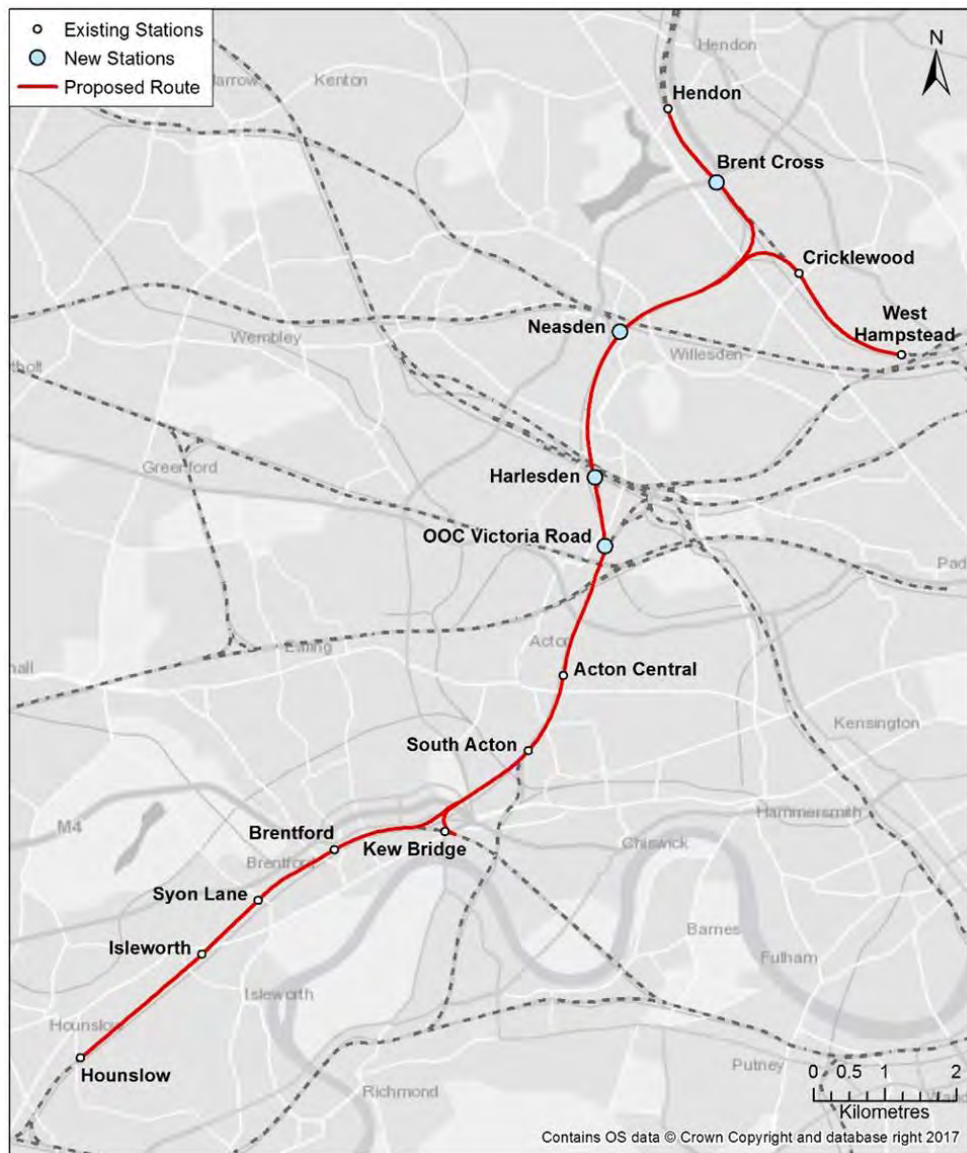 Existing Stations
New Stations
Proposed Route
N
Hendon
Kenton
Hendon
Brent Cross
Cricklewood
West
Hampstead
Neasden
Wembley
Willesden
Greenford
Harlesden
OOC Victoria Road
Acton
Ealing
Acton Central
South Acton
Kensington
M4
Hammersmith
Brentford
Kew Bridge
Chiswick
Brentford
Syon Lane
Isleworth
Barnes
Fulham
Isleworth
Hounslow
Hounslow
Richmond
Putney
0 0.5 1 2
Kilometres
Contains OS data © Crown Copyright and database right 2017